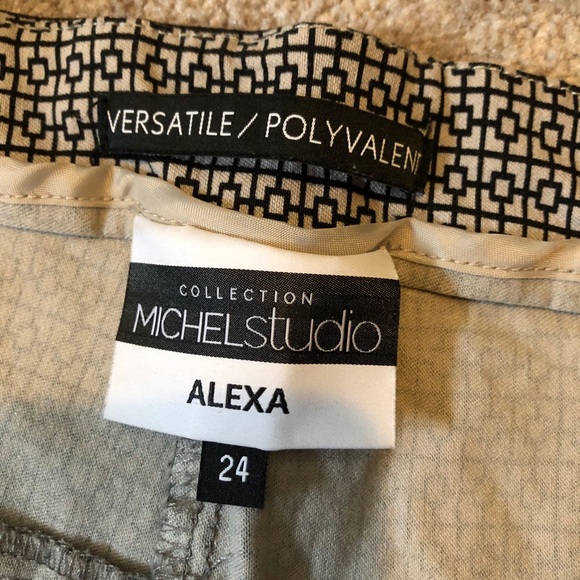 VERSATILE / POLYVALENT
COLLECTION
MICHELstudio
ALEXA
24